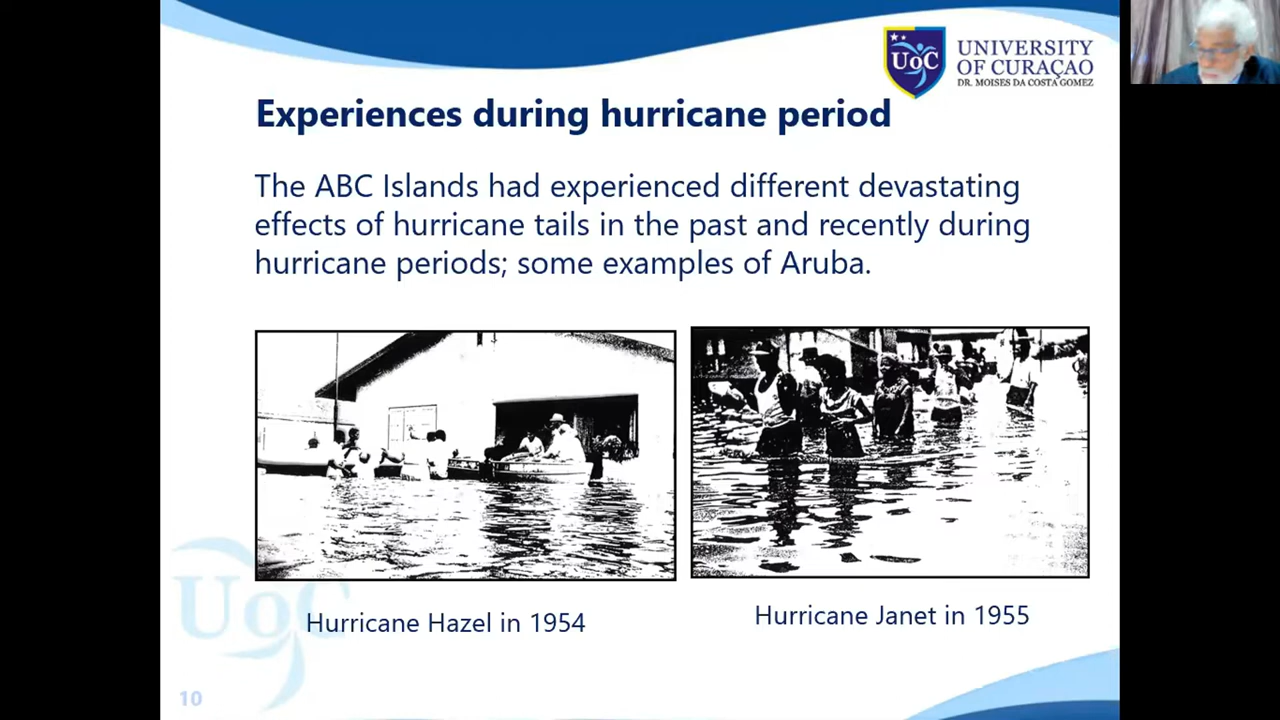 UoC
UNIVERSITY
OF CURAÇAO
DR. MOISES DA COSTA GOMEZ
Experiences during hurricane period
The ABC Islands had experienced different devastating
effects of hurricane tails in the past and recently during
hurricane periods; some examples of Aruba.
Hurricane Hazel in 1954
Hurricane Janet in 1955
UoC
10